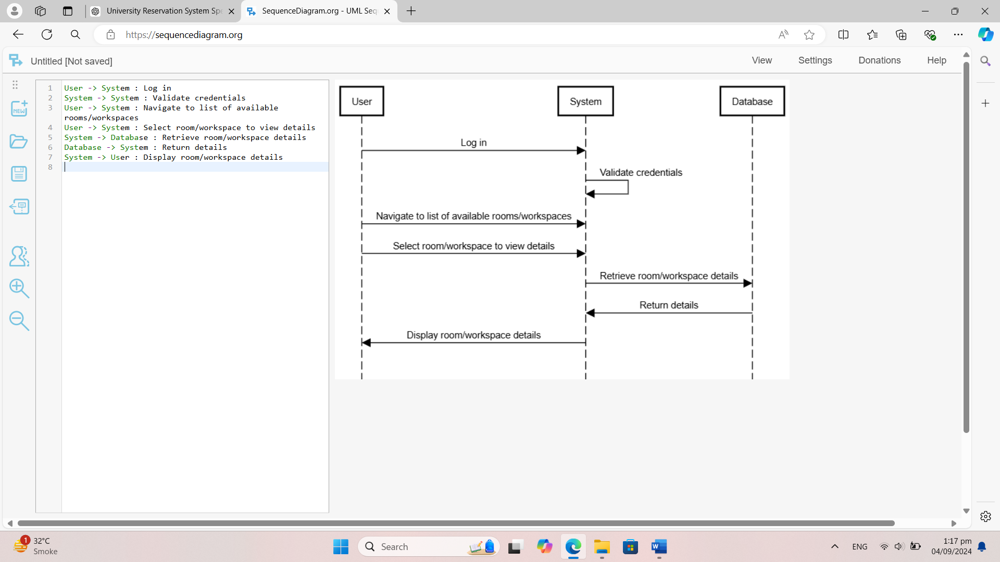 University Reservation System Spe
SequenceDiagram.org - UML Seq
https://sequencediagram.org
Untitled [Not saved]
View
Settings
Donations
Help
NEW
1 User -> System : Log in
2 System -> System : Validate credentials
3 User -> System : Navigate to list of available
rooms/workspaces
4 User -> System : Select room/workspace to view details
5 System -> Database : Retrieve room/workspace details
6 Database -> System : Return details
7 System -> User : Display room/workspace details
8
User
System
Database
Log in
Validate credentials
Navigate to list of available rooms/workspaces
Select room/workspace to view details
Retrieve room/workspace details
Return details
Display room/workspace details
1
32°C
Smoke
Search
W
ENG
1:17 pm
04/09/2024